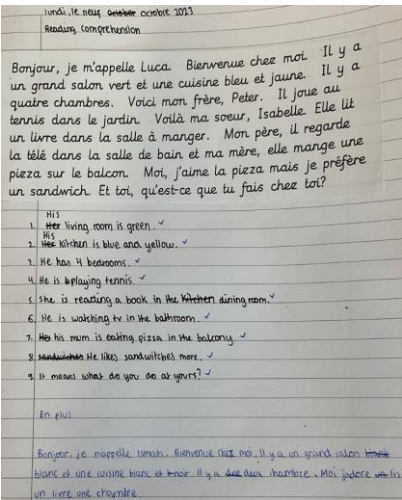 lundi, le neuf octobre 2023
Reading comprehension
Bonjour, je m'appelle Luca. Bienvenue chez moi. Il y a
un grand salon vert et une cuisine bleu et jaune. Il y a
quatre chambres. Voici mon frère, Peter. Il joue au
tennis dans le jardin. Voilà ma soeur, Isabelle. Elle lit
un livre dans la salle à manger. Mon père, il regarde
la télé dans la salle de bain et ma mère, elle mange une
pizza sur le balcon. Moi, j'aime la pizza mais je préfère
un sandwich. Et toi, qu'est-ce que tu fais chez toi?
1. His living room is green.
2. His Kitchen is blue and yellow.
3. He has 4 bedrooms.
4. He is playing tennis
5. she is reading a book in the dining room.
6. He is watching tv in the bathroom.
7. his mum is eating pizza in the balcony.
8. He likes sandwitches more.
9. It means what do you do at yours?
En plus
Bonjour, je m'appelle Ismah. Bienvenue chez moi. Il y a un grand salon
blanc et une cuisine blanc et noir. Il y a deux chambre. Moi j'adore lis
un livre une chambre